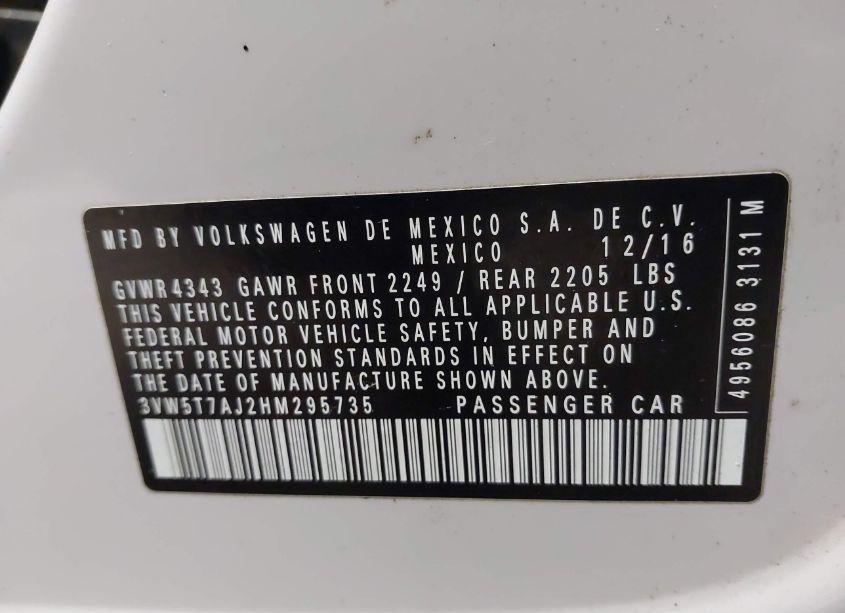 MFD BY VOLKSWAGEN DE MEXICO S.A. DE C.V.
MEXICO 12/16
GVWR 4343 GAWR FRONT 2249 / REAR 2205 LBS
THIS VEHICLE CONFORMS TO ALL APPLICABLE U.S.
FEDERAL MOTOR VEHICLE SAFETY, BUMPER AND
THEFT PREVENTION STANDARDS IN EFFECT ON
THE DATE OF MANUFACTURE SHOWN ABOVE.
3VW5T7AJ2HM295735 PASSENGER CAR
4956086 3131 M